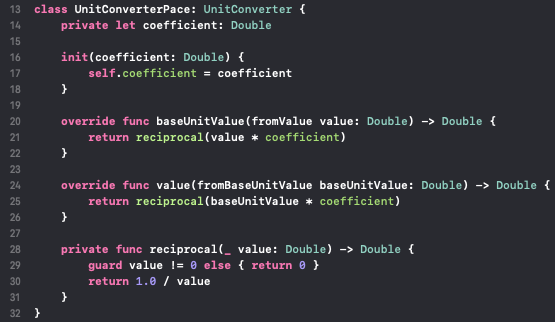 13 class UnitConverterPace: UnitConverter {
14     private let coefficient: Double
15
16     init(coefficient: Double) {
17         self.coefficient = coefficient
18     }
19
20     override func baseUnitValue(fromValue value: Double) -> Double {
21         return reciprocal(value * coefficient)
22     }
23
24     override func value(fromBaseUnitValue baseUnitValue: Double) -> Double {
25         return reciprocal(baseUnitValue * coefficient)
26     }
27
28     private func reciprocal(_ value: Double) -> Double {
29         guard value != 0 else { return 0 }
30         return 1.0 / value
31     }
32 }